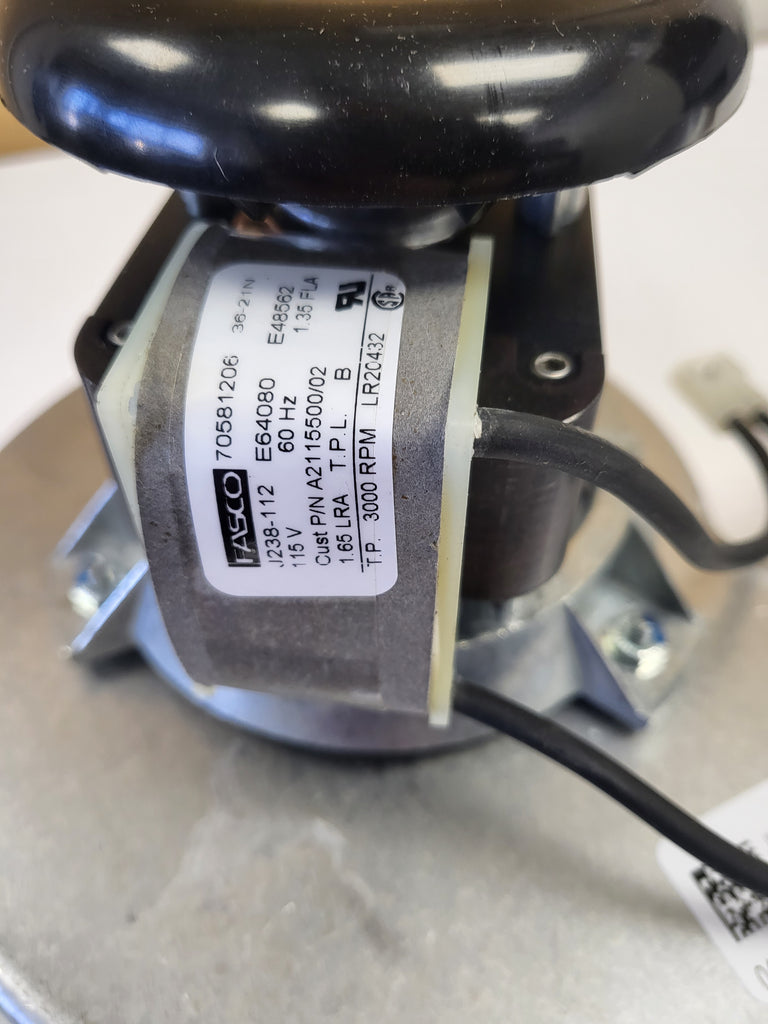 FASCO 70581206 36-21N
J238-112 E64080 E48562
115 V 60 Hz 1.35 FLA
Cust P/N A2115500/02
1.65 LRA T.P.L. B
T.P. 3000 RPM LR20432